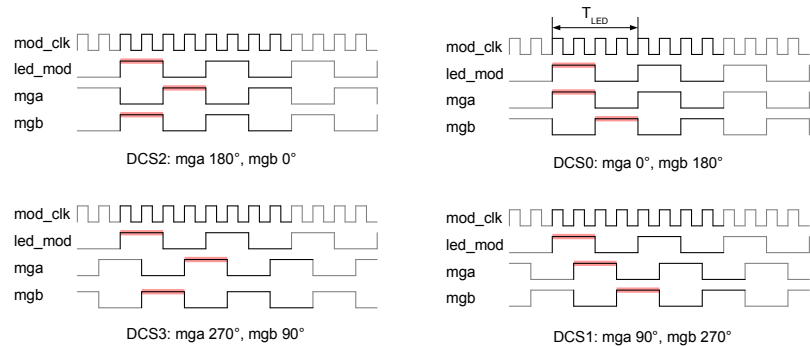 mod_clk
led_mod
mga
mgb
DCS2: mga 180°, mgb 0°
T_LED
mod_clk
led_mod
mga
mgb
DCS0: mga 0°, mgb 180°
mod_clk
led_mod
mga
mgb
DCS3: mga 270°, mgb 90°
mod_clk
led_mod
mga
mgb
DCS1: mga 90°, mgb 270°